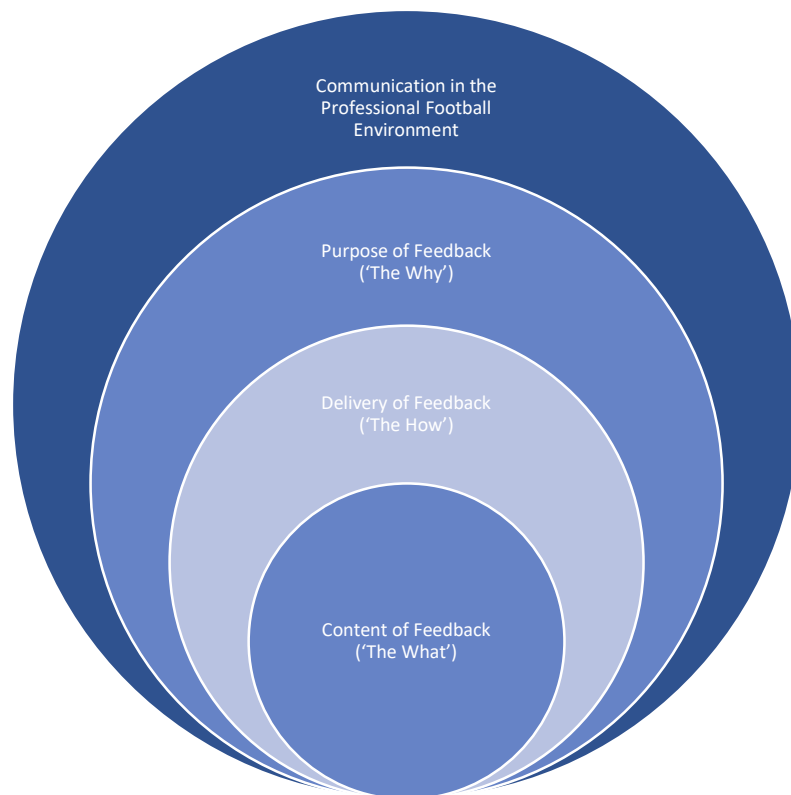 Communication in the
Professional Football
Environment
Purpose of Feedback
(‘The Why’)
Delivery of Feedback
(‘The How’)
Content of Feedback
(‘The What’)